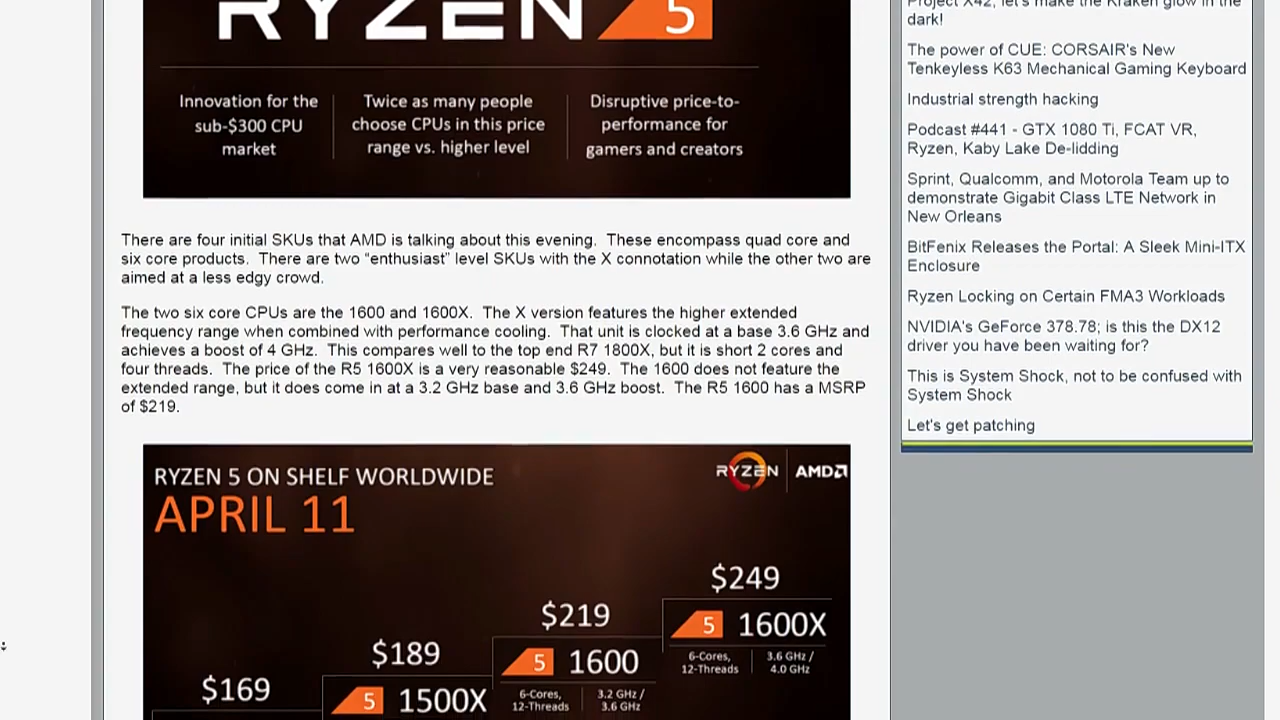 RYZEN 5
Innovation for the
sub-$300 CPU
market
Twice as many people
choose CPUs in this price
range vs. higher level
Disruptive price-to-
performance for
gamers and creators
There are four initial SKUs that AMD is talking about this evening.  These encompass quad core and
six core products.  There are two “enthusiast” level SKUs with the X connotation while the other two are
aimed at a less edgy crowd.
The two six core CPUs are the 1600 and 1600X.  The X version features the higher extended
frequency range when combined with performance cooling.  That unit is clocked at a base 3.6 GHz and
achieves a boost of 4 GHz.  This compares well to the top end R7 1800X, but it is short 2 cores and
four threads.  The price of the R5 1600X is a very reasonable $249.  The 1600 does not feature the
extended range, but it does come in at a 3.2 GHz base and 3.6 GHz boost.  The R5 1600 has a MSRP
of $219.
RYZEN 5 ON SHELF WORLDWIDE
APRIL 11
RYZEN
AMD
$249
5 1600X
6-Cores,
12-Threads
3.6 GHz /
4.0 GHz
$219
5 1600
6-Cores,
12-Threads
3.2 GHz /
3.6 GHz
$189
5 1500X
$169
Project X42, let's make the Kraken glow in the
dark!
The power of CUE: CORSAIR's New
Tenkeyless K63 Mechanical Gaming Keyboard
Industrial strength hacking
Podcast #441 - GTX 1080 Ti, FCAT VR,
Ryzen, Kaby Lake De-lidding
Sprint, Qualcomm, and Motorola Team up to
demonstrate Gigabit Class LTE Network in
New Orleans
BitFenix Releases the Portal: A Sleek Mini-ITX
Enclosure
Ryzen Locking on Certain FMA3 Workloads
NVIDIA's GeForce 378.78; is this the DX12
driver you have been waiting for?
This is System Shock, not to be confused with
System Shock
Let's get patching